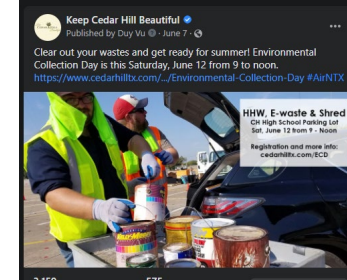 Keep Cedar Hill Beautiful
Published by Duy Vu · June 7 ·
Clear out your wastes and get ready for summer! Environmental
Collection Day is this Saturday, June 12 from 9 to noon.
https://www.cedarhilltx.com/.../Environmental-Collection-Day #AirNTX
HHW, E-waste & Shred
CH High School Parking Lot
Sat, June 12 from 9 - Noon
Registration and more info:
cedarhilltx.com/ECD